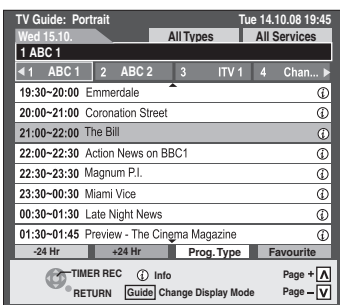 TV Guide: Portrait Tue 14.10.08 19:45
Wed 15.10. All Types All Services
1 ABC 1
1 ABC 1 2 ABC 2 3 ITV 1 4 Chan...
19:30~20:00 Emmerdale
20:00~21:00 Coronation Street
21:00~22:00 The Bill
22:00~22:30 Action News on BBC1
22:30~23:30 Magnum P.I.
23:30~00:30 Miami Vice
00:30~01:30 Late Night News
01:30~01:45 Preview - The Cinema Magazine
-24 Hr +24 Hr Prog. Type Favourite
TIMER REC i Info Page +
RETURN Guide Change Display Mode Page –